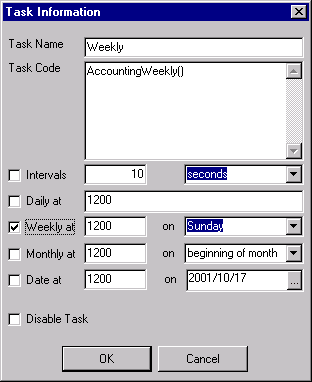 Task Information
Task Name Weekly
Task Code AccountingWeekly()
Intervals 10 seconds
Daily at 1200
Weekly at 1200 on Sunday
Monthly at 1200 on beginning of month
Date at 1200 on 2001/10/17 ...
Disable Task
OK Cancel